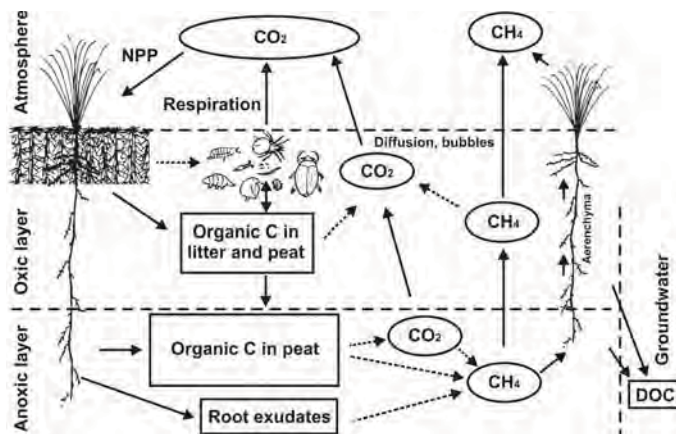 Atmosphere
NPP
CO₂
CH₄
Respiration
Diffusion, bubbles
CO₂
Oxic layer
Organic C in
litter and peat
CH₄
Aerenchyma
Groundwater
Anoxic layer
Organic C in peat
CO₂
CH₄
Root exudates
DOC